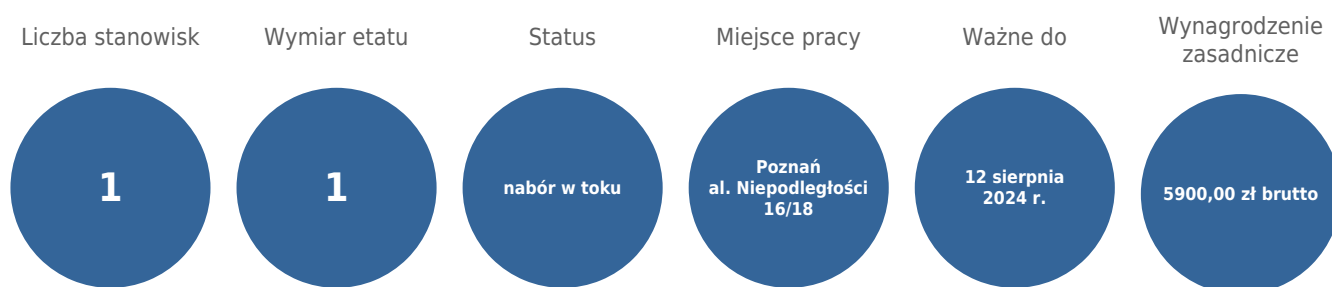 Liczba stanowisk
1
Wymiar etatu
1
Status
nabór w toku
Miejsce pracy
Poznań
al. Niepodległości
16/18
Ważne do
12 sierpnia
2024 r.
Wynagrodzenie
zasadnicze
5900,00 zł brutto